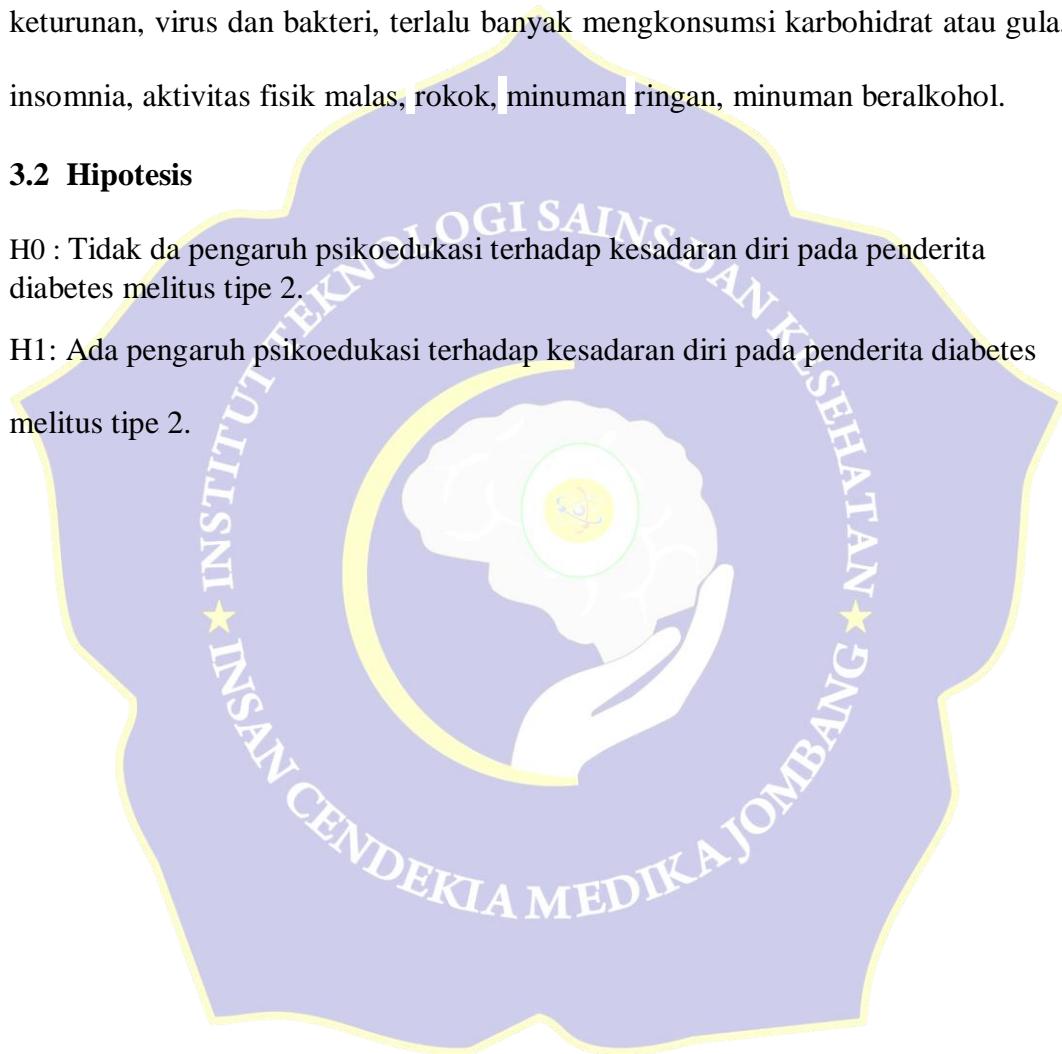 keturunan, virus dan bakteri, terlalu banyak mengkonsumsi karbohidrat atau gula,
insomnia, aktivitas fisik malas, rokok, minuman ringan, minuman beralkohol.
3.2 Hipotesis
H0 : Tidak da pengaruh psikoedukasi terhadap kesadaran diri pada penderita
diabetes melitus tipe 2.
H1: Ada pengaruh psikoedukasi terhadap kesadaran diri pada penderita diabetes
melitus tipe 2.
INSTITUT TEKNOLOGI SAINS DAN KESEHATAN
INSAN CENDEKIA MEDIKA JOMBANG